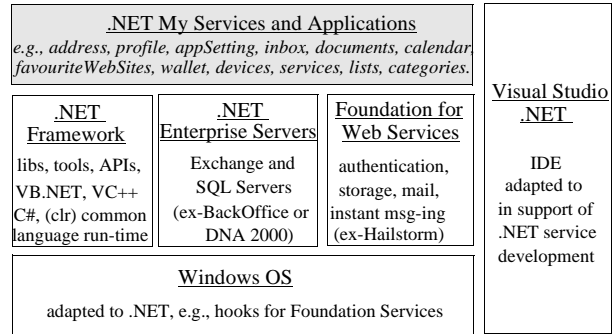 .NET My Services and Applications
e.g., address, profile, appSetting, inbox, documents, calendar,
favouriteWebSites, wallet, devices, services, lists, categories.
.NET
Framework
libs, tools, APIs,
VB.NET, VC++
C#, (clr) common
language run-time
.NET
Enterprise Servers
Exchange and
SQL Servers
(ex-BackOffice or
DNA 2000)
Foundation for
Web Services
authentication,
storage, mail,
instant msg-ing
(ex-Hailstorm)
Windows OS
adapted to .NET, e.g., hooks for Foundation Services
Visual Studio
.NET
IDE
adapted to
in support of
.NET service
development